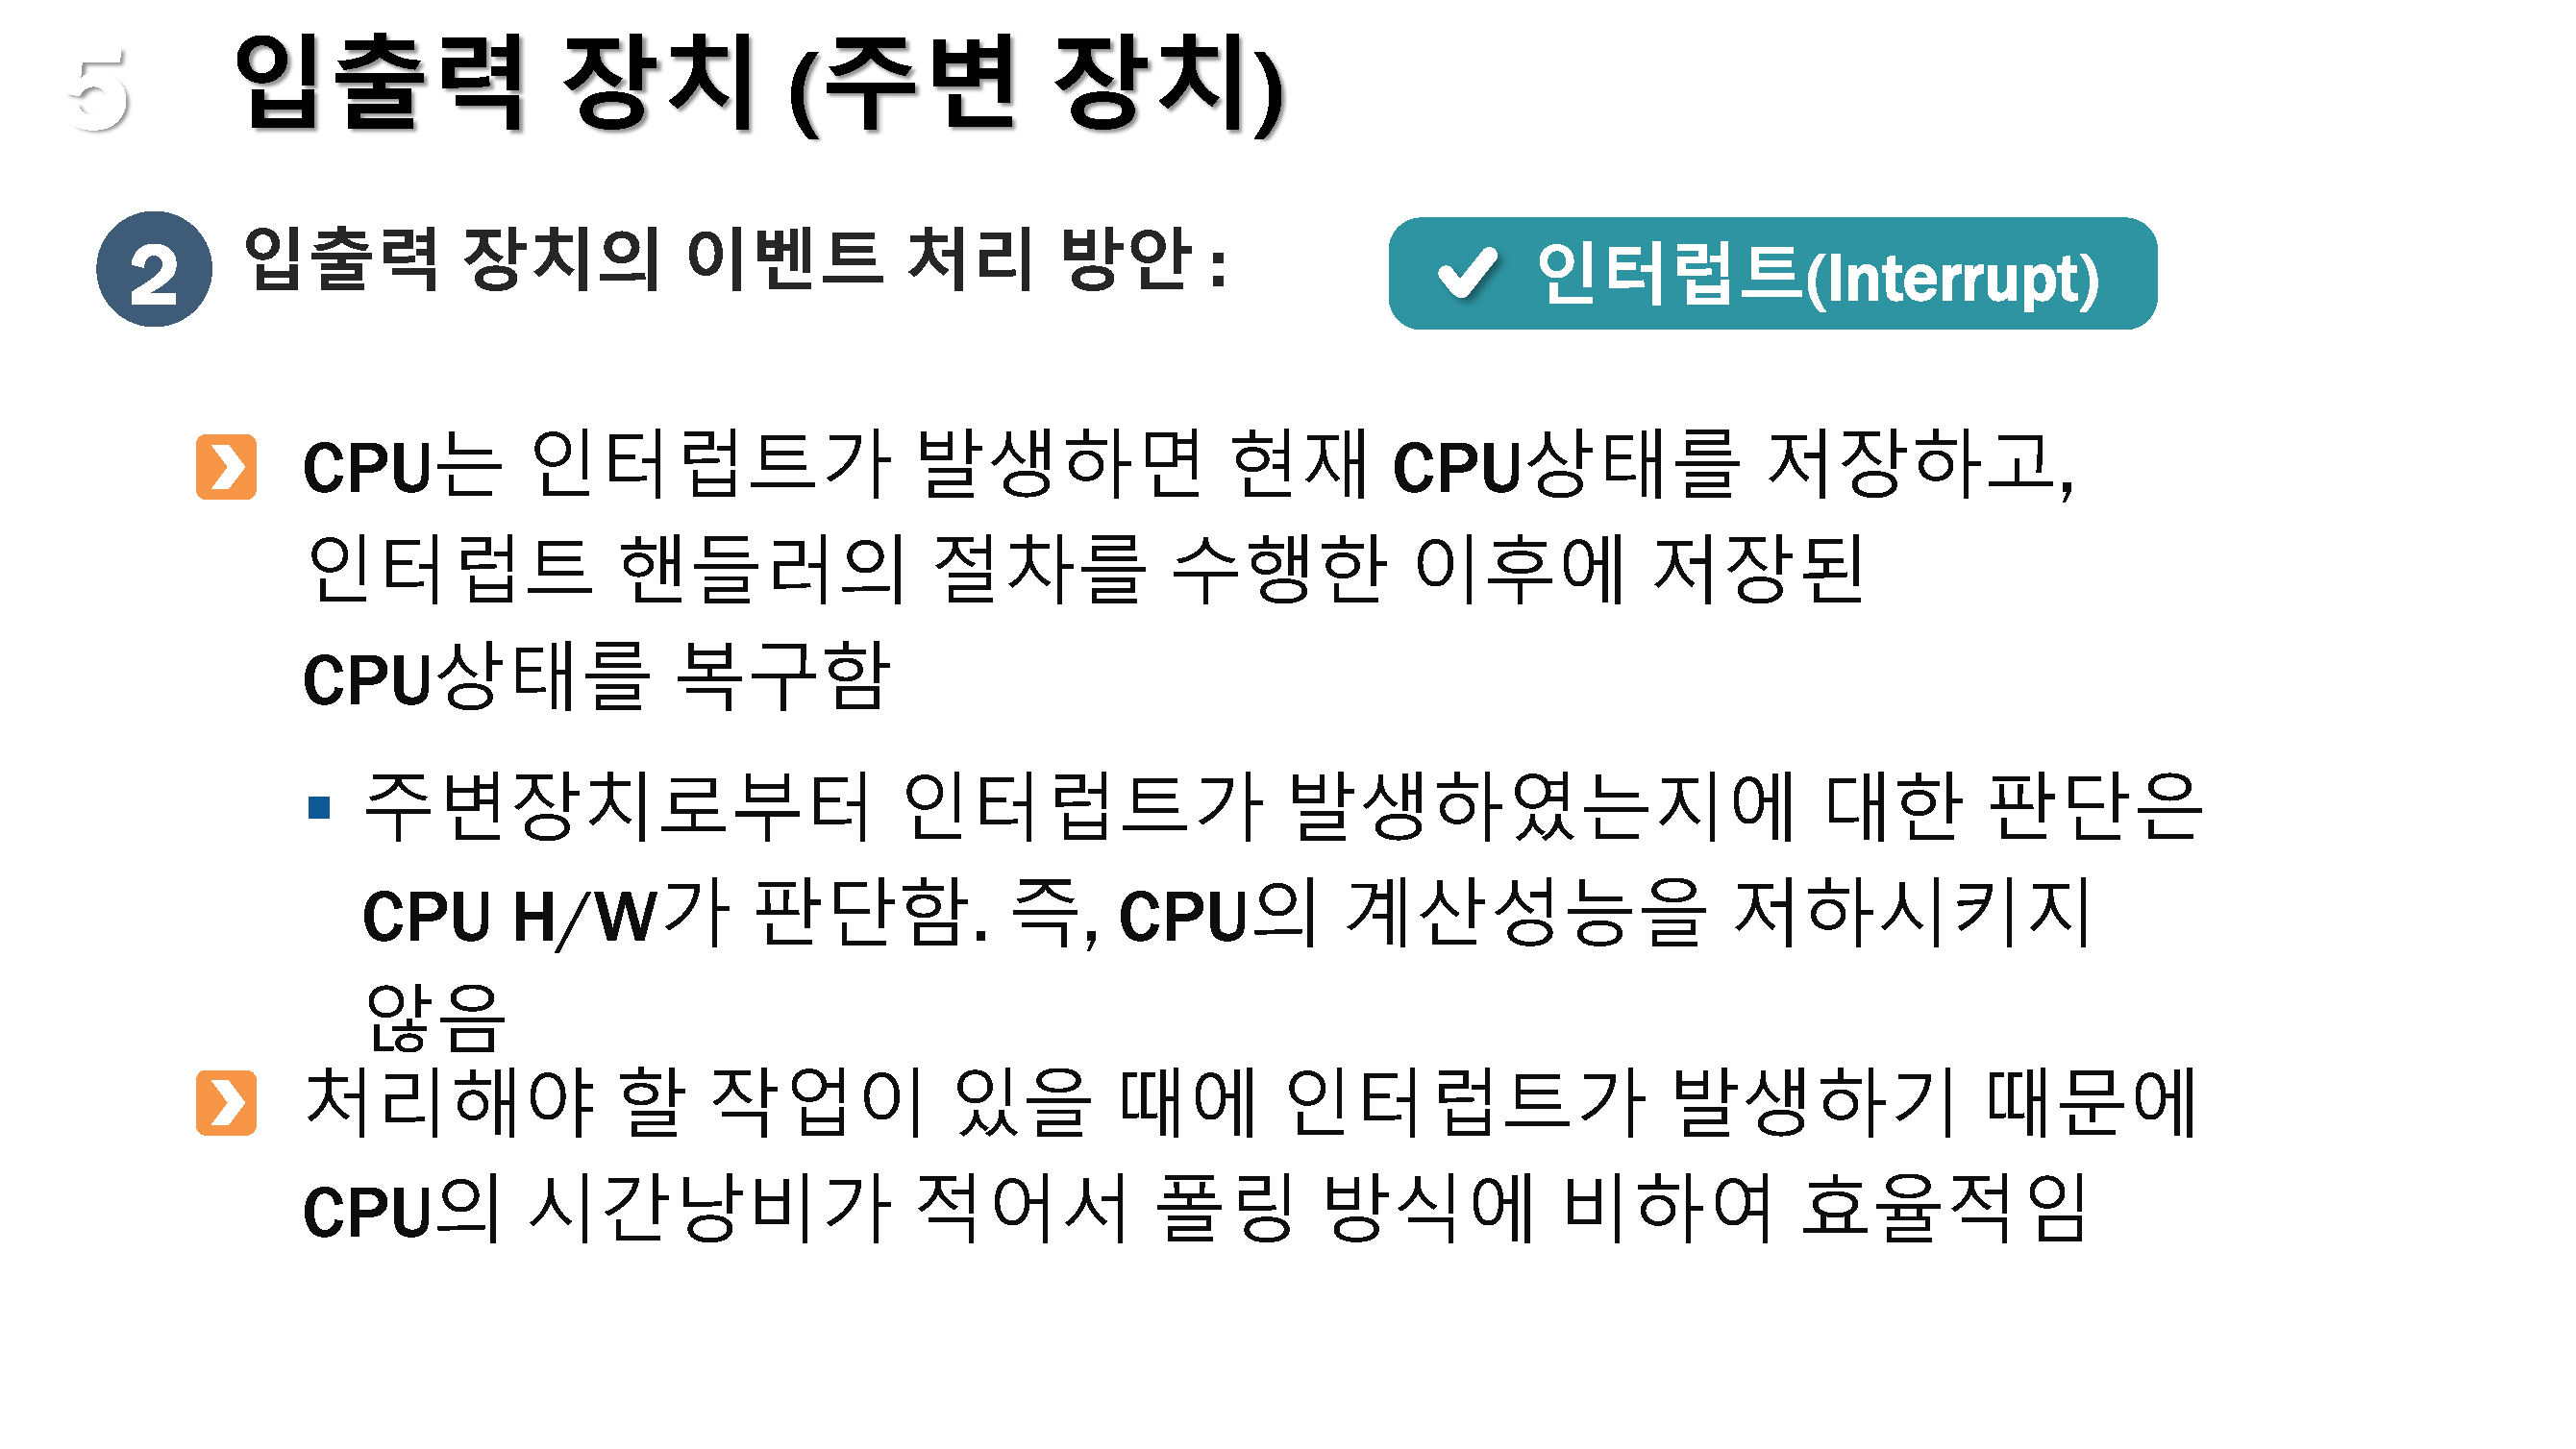 5 입출력 장치 (주변 장치)
2 입출력 장치의 이벤트 처리 방안 : 인터럽트(Interrupt)
CPU는 인터럽트가 발생하면 현재 CPU상태를 저장하고,
인터럽트 핸들러의 절차를 수행한 이후에 저장된
CPU상태를 복구함
주변장치로부터 인터럽트가 발생하였는지에 대한 판단은
CPU H/W가 판단함. 즉, CPU의 계산성능을 저하시키지
않음
처리해야 할 작업이 있을 때에 인터럽트가 발생하기 때문에
CPU의 시간낭비가 적어서 폴링 방식에 비하여 효율적임